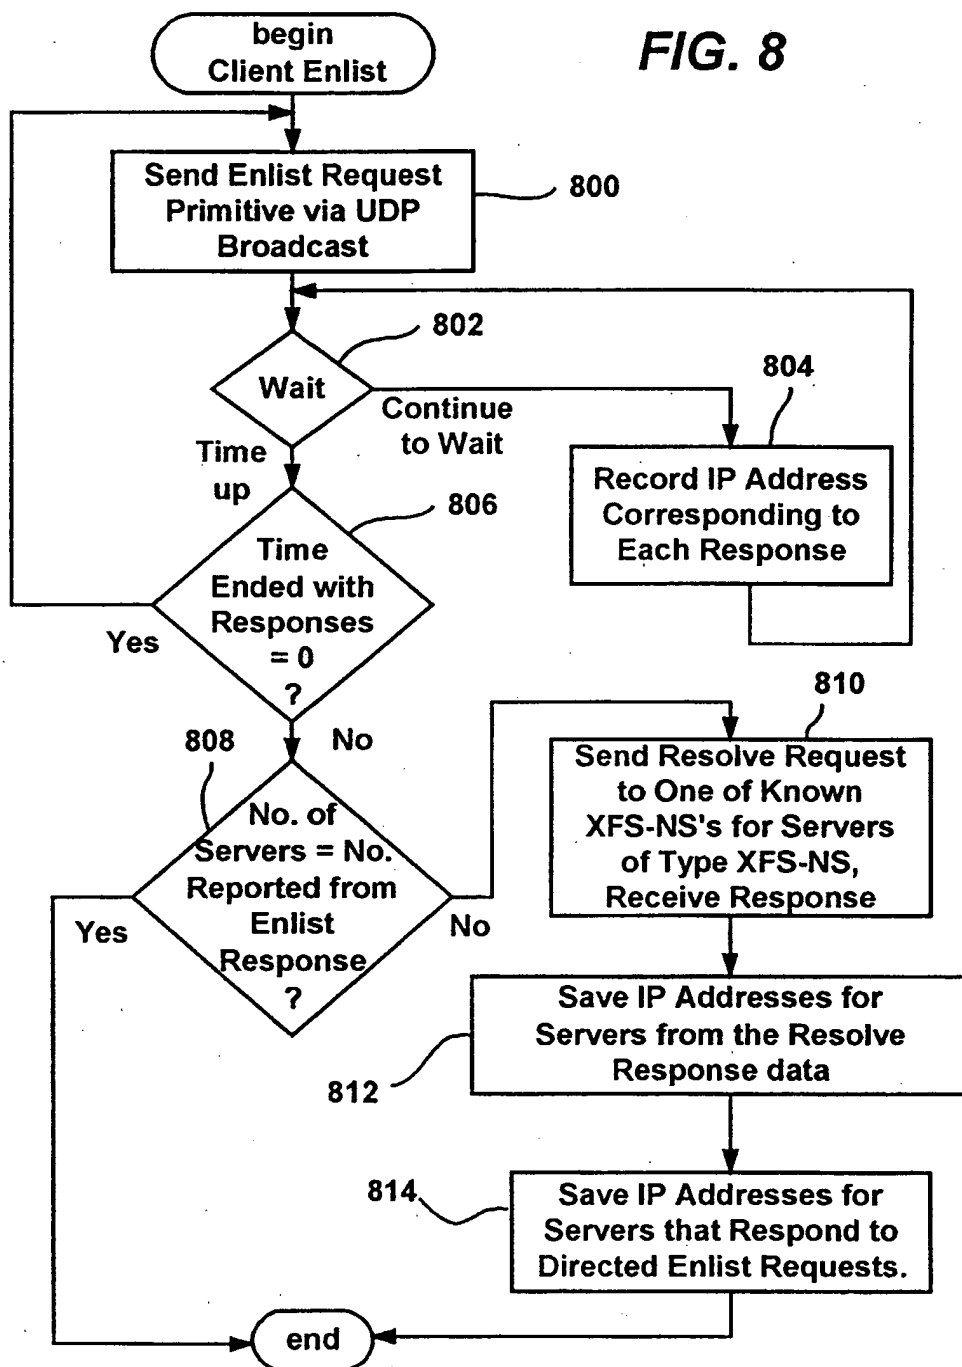 begin
Client Enlist
FIG. 8
Send Enlist Request
Primitive via UDP
Broadcast
800
802
Wait
Continue
to Wait
804
Record IP Address
Corresponding to
Each Response
Time
up
806
Time
Ended with
Responses
= 0
?
Yes
No
808
No. of
Servers = No.
Reported from
Enlist
Response
?
Yes
No
810
Send Resolve Request
to One of Known
XFS-NS's for Servers
of Type XFS-NS,
Receive Response
Save IP Addresses for
Servers from the Resolve
Response data
812
814
Save IP Addresses for
Servers that Respond to
Directed Enlist Requests.
end